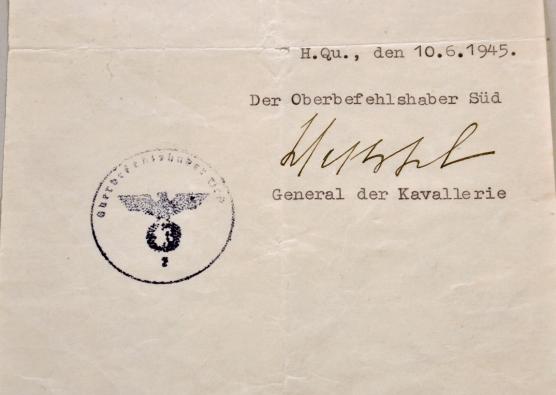 H.Qu., den 10.6.1945.
Der Oberbefehlshaber Süd
General der Kavallerie